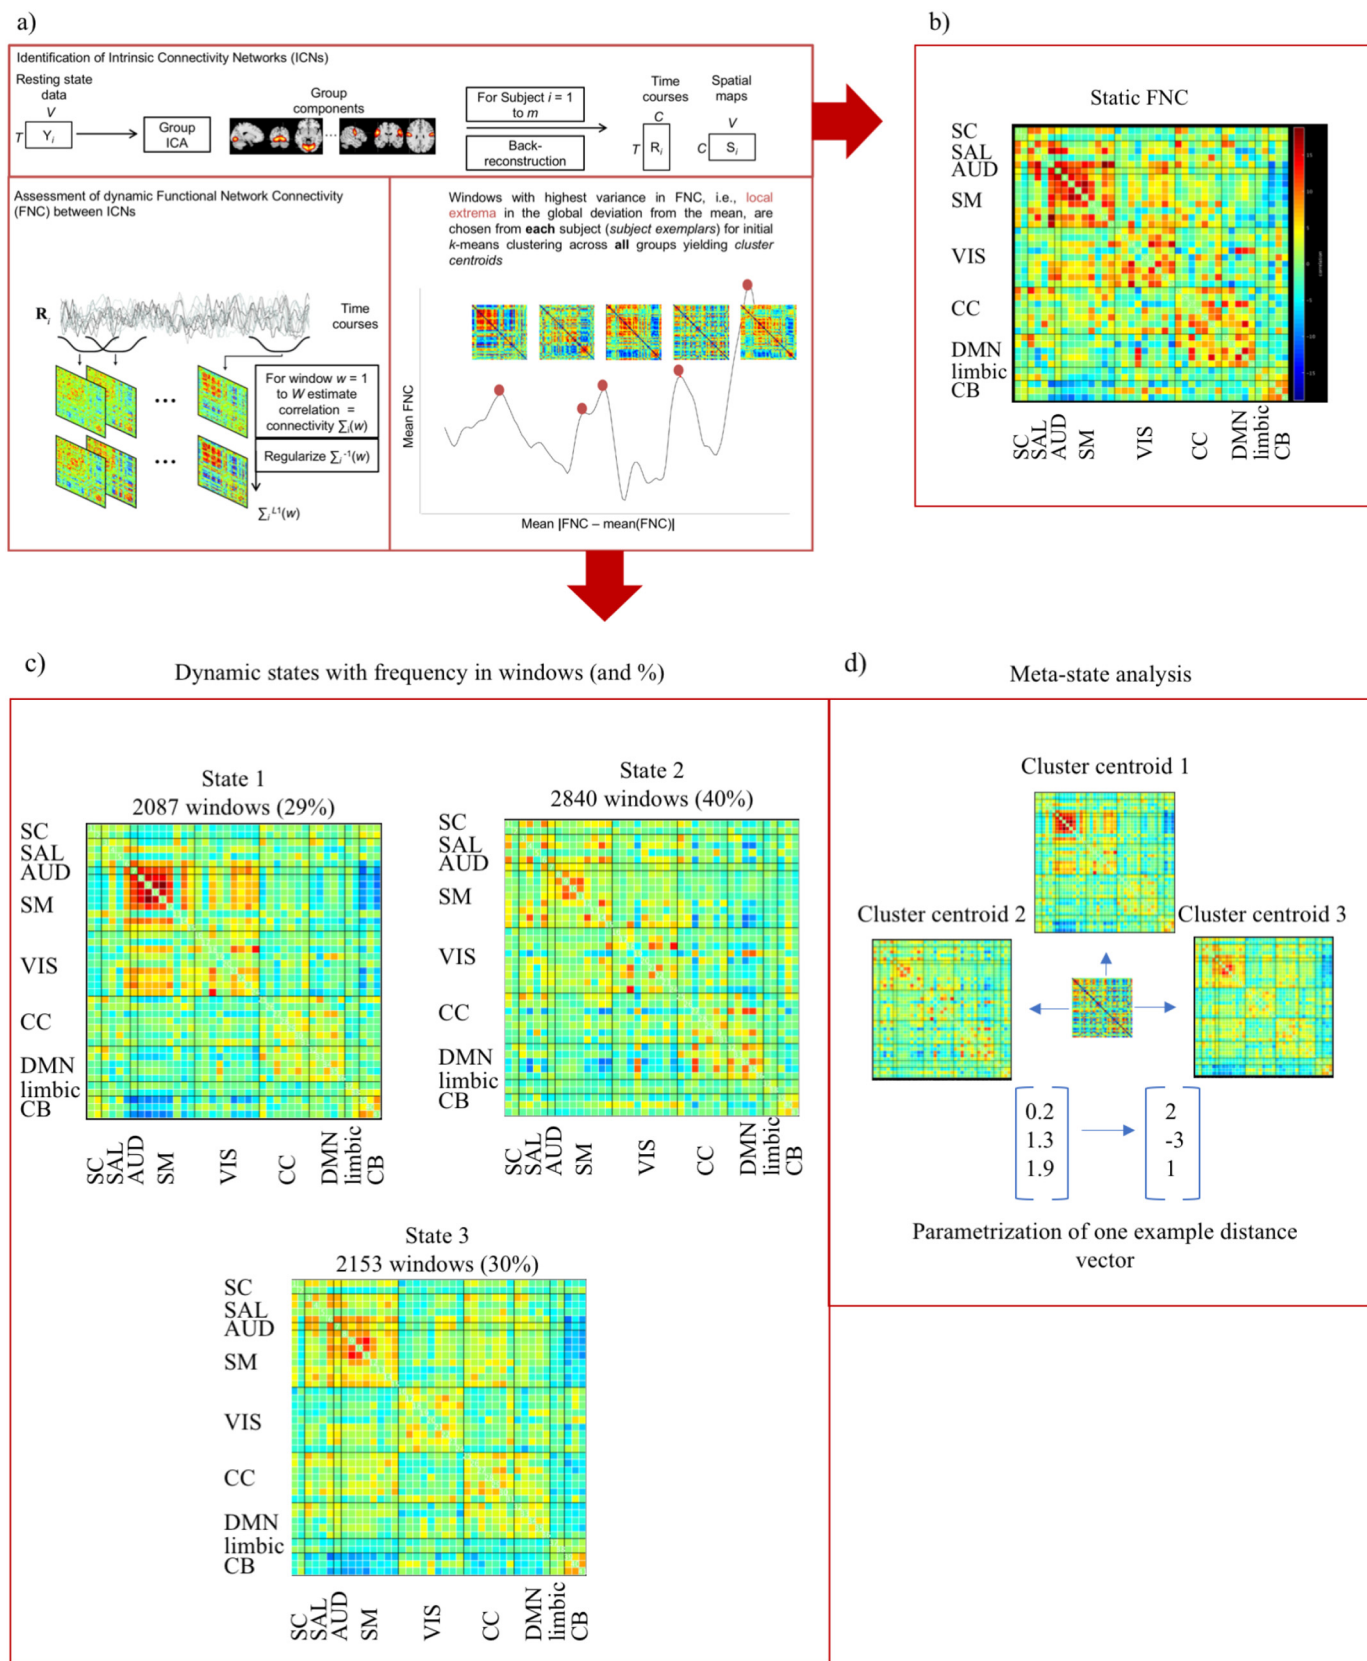 a)
Identification of Intrinsic Connectivity Networks (ICNs)
Resting state
data
V
T
Yi
Group
ICA
Group
components
...
...
For Subject i = 1
to m
Back-
reconstruction
Time
courses
C
T
Ri
Spatial
maps
V
C
Si
Assessment of dynamic Functional Network Connectivity
(FNC) between ICNs
Ri
Time
courses
...
...
For window w = 1
to W estimate
correlation =
connectivity ∑i(w)
Regularize ∑i-1(w)
∑iL1(w)
Windows with highest variance in FNC, i.e., local
extrema in the global deviation from the mean, are
chosen from each subject (subject exemplars) for initial
k-means clustering across all groups yielding cluster
centroids
Mean FNC
Mean |FNC – mean(FNC)|
b)
Static FNC
SC
SAL
AUD
SM
VIS
CC
DMN
limbic
CB
SC
SAL
AUD
SM
VIS
CC
DMN
limbic
CB
15
10
5
0
c)
Dynamic states with frequency in windows (and %)
State 1
2087 windows (29%)
SC
SAL
AUD
SM
VIS
CC
DMN
limbic
CB
SC
SAL
AUD
SM
VIS
CC
DMN
limbic
CB
State 2
2840 windows (40%)
SC
SAL
AUD
SM
VIS
CC
DMN
limbic
CB
SC
SAL
AUD
SM
VIS
CC
DMN
limbic
CB
State 3
2153 windows (30%)
SC
SAL
AUD
SM
VIS
CC
DMN
limbic
CB
SC
SAL
AUD
SM
VIS
CC
DMN
limbic
CB
d)
Meta-state analysis
Cluster centroid 1
Cluster centroid 2
Cluster centroid 3
0.2
1.3
1.9
2
-3
1
Parametrization of one example distance
vector